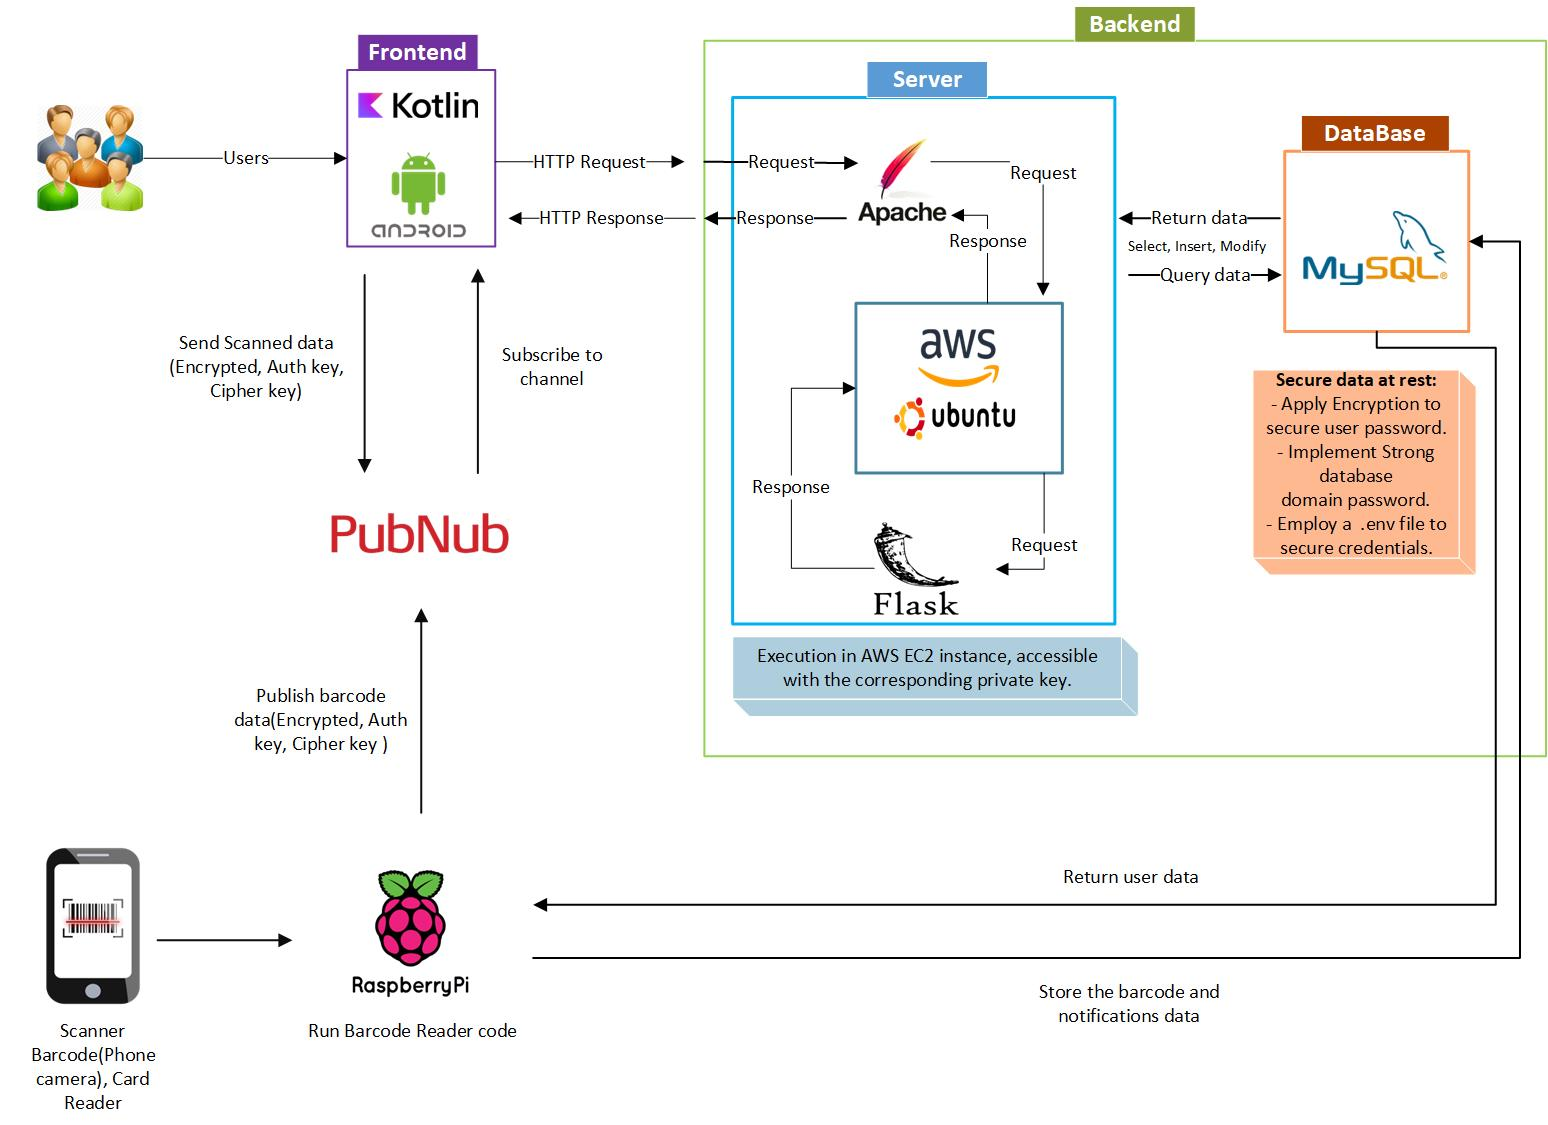 Backend
Frontend
Server
Kotlin
DataBase
Users
HTTP Request
Request
Request
android
HTTP Response
Response
Apache
Response
Return data
Select, Insert, Modify
Query data
MySQL®
Send Scanned data
(Encrypted, Auth key,
Cipher key)
Subscribe to
channel
aws
ubuntu
Secure data at rest:
- Apply Encryption to
secure user password.
- Implement Strong
database
domain password.
- Employ a .env file to
secure credentials.
Response
PubNub
Request
Flask
Execution in AWS EC2 instance, accessible
with the corresponding private key.
Publish barcode
data(Encrypted, Auth
key, Cipher key )
Return user data
RaspberryPi
Store the barcode and
notifications data
Scanner
Barcode(Phone
camera), Card
Reader
Run Barcode Reader code